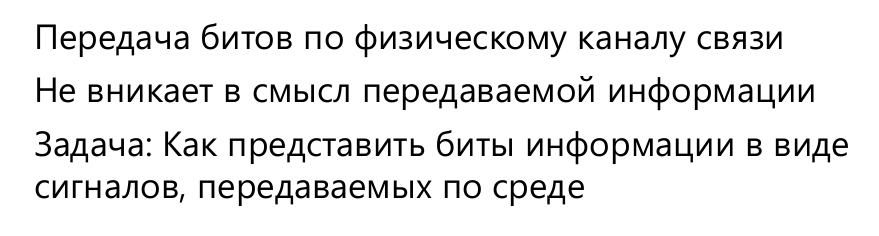 Передача битов по физическому каналу связи
Не вникает в смысл передаваемой информации
Задача: Как представить биты информации в виде
сигналов, передаваемых по среде